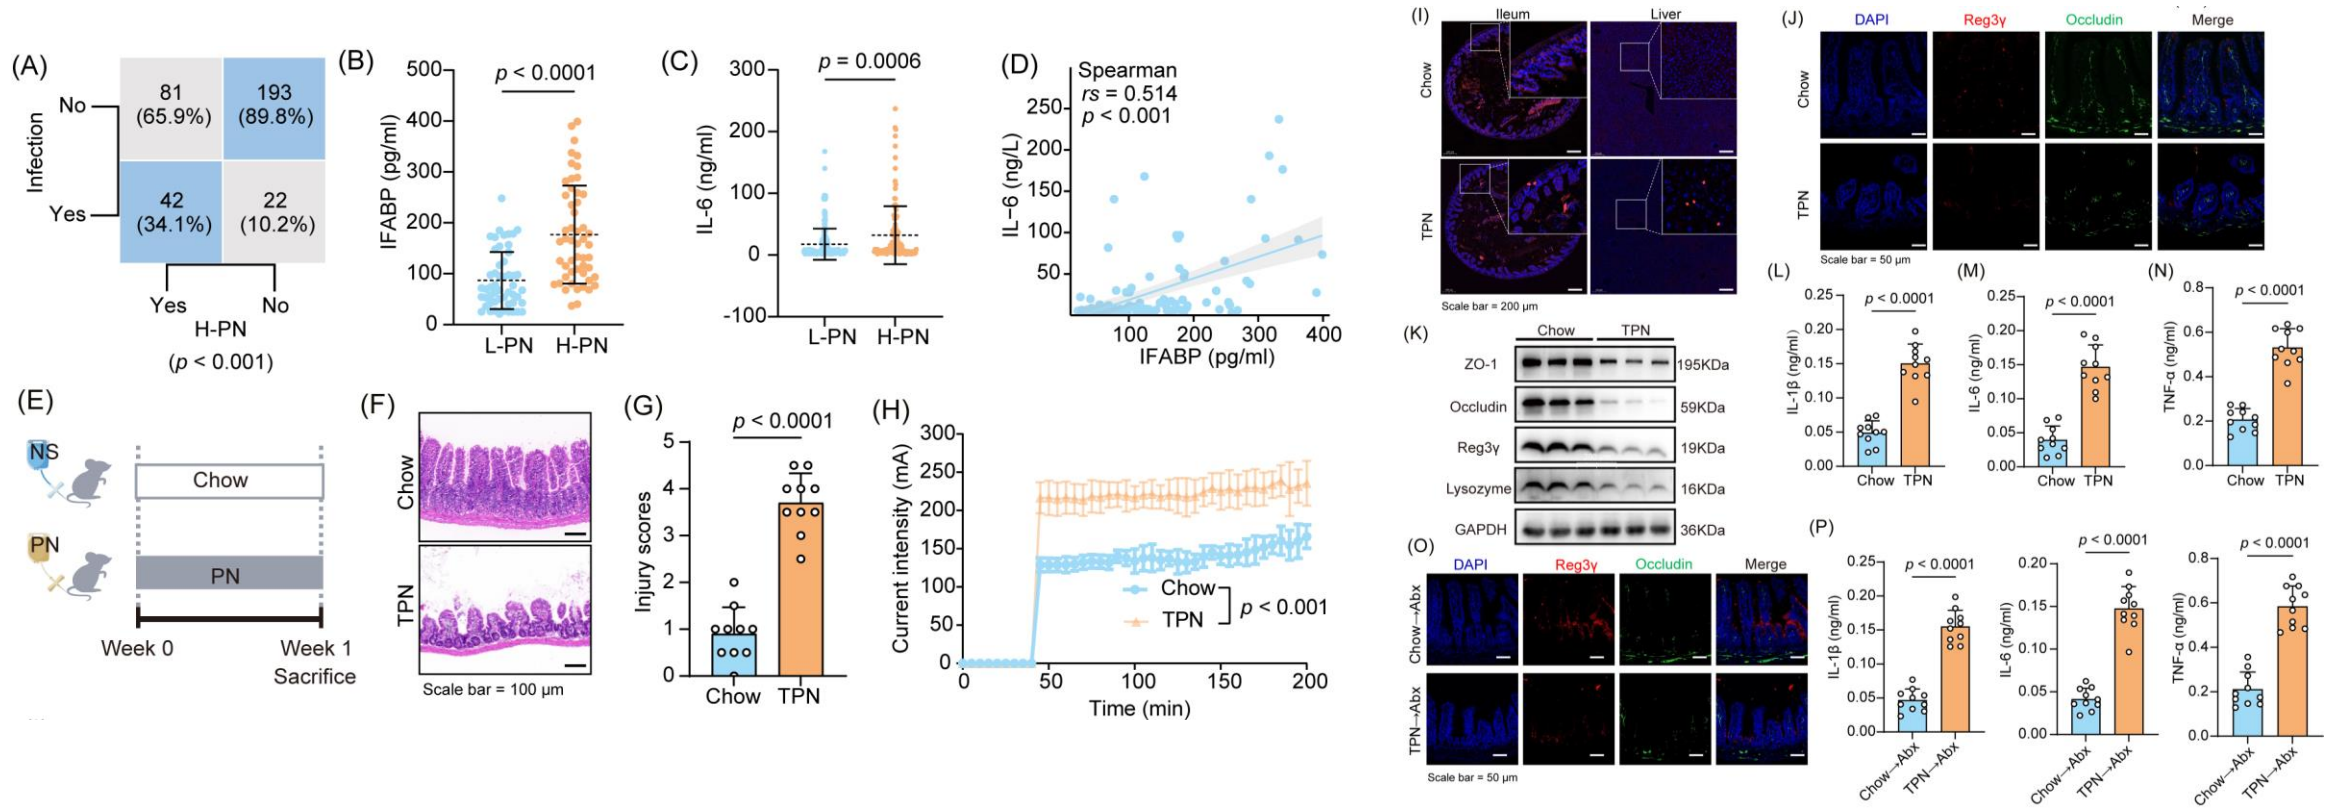 (A)
Infection
No
Yes
81
(65.9%)
193
(89.8%)
42
(34.1%)
22
(10.2%)
Yes
No
H-PN
(p < 0.001)
(B)
p < 0.0001
IFABP (pg/ml)
500
400
300
200
100
0
L-PN
H-PN
(C)
p = 0.0006
IL-6 (ng/ml)
300
200
100
0
-100
L-PN
H-PN
(D)
Spearman
rs = 0.514
p < 0.001
IL−6 (ng/L)
250
200
150
100
50
100
200
300
400
IFABP (pg/ml)
(E)
NS
Chow
PN
PN
Week 0
Week 1
Sacrifice
(F)
Chow
TPN
Scale bar = 100 μm
(G)
p < 0.0001
Injury scores
5
4
3
2
1
0
Chow
TPN
(H)
Current intensity (mA)
300
250
200
150
100
50
0
0
50
100
150
200
Time (min)
Chow
TPN
p < 0.001
(I)
Ileum
Liver
Chow
TPN
Scale bar = 200 μm
(J)
DAPI
Reg3γ
Occludin
Merge
Chow
TPN
Scale bar = 50 μm
(K)
Chow
TPN
ZO-1
195KDa
Occludin
59KDa
Reg3γ
19KDa
Lysozyme
16KDa
GAPDH
36KDa
(L)
p < 0.0001
IL-1β (ng/ml)
0.25
0.20
0.15
0.10
0.05
0.00
Chow
TPN
(M)
p < 0.0001
IL-6 (ng/ml)
0.25
0.20
0.15
0.10
0.05
0.00
Chow
TPN
(N)
p < 0.0001
TNF-α (ng/ml)
0.8
0.6
0.4
0.2
0.0
Chow
TPN
(O)
DAPI
Reg3γ
Occludin
Merge
Chow→Abx
TPN→Abx
Scale bar = 50 μm
(P)
p < 0.0001
IL-1β (ng/ml)
0.25
0.20
0.15
0.10
0.05
0.00
Chow→Abx
TPN→Abx
p < 0.0001
IL-6 (ng/ml)
0.20
0.15
0.10
0.05
0.00
Chow→Abx
TPN→Abx
p < 0.0001
TNF-α (ng/ml)
0.8
0.6
0.4
0.2
0.0
Chow→Abx
TPN→Abx